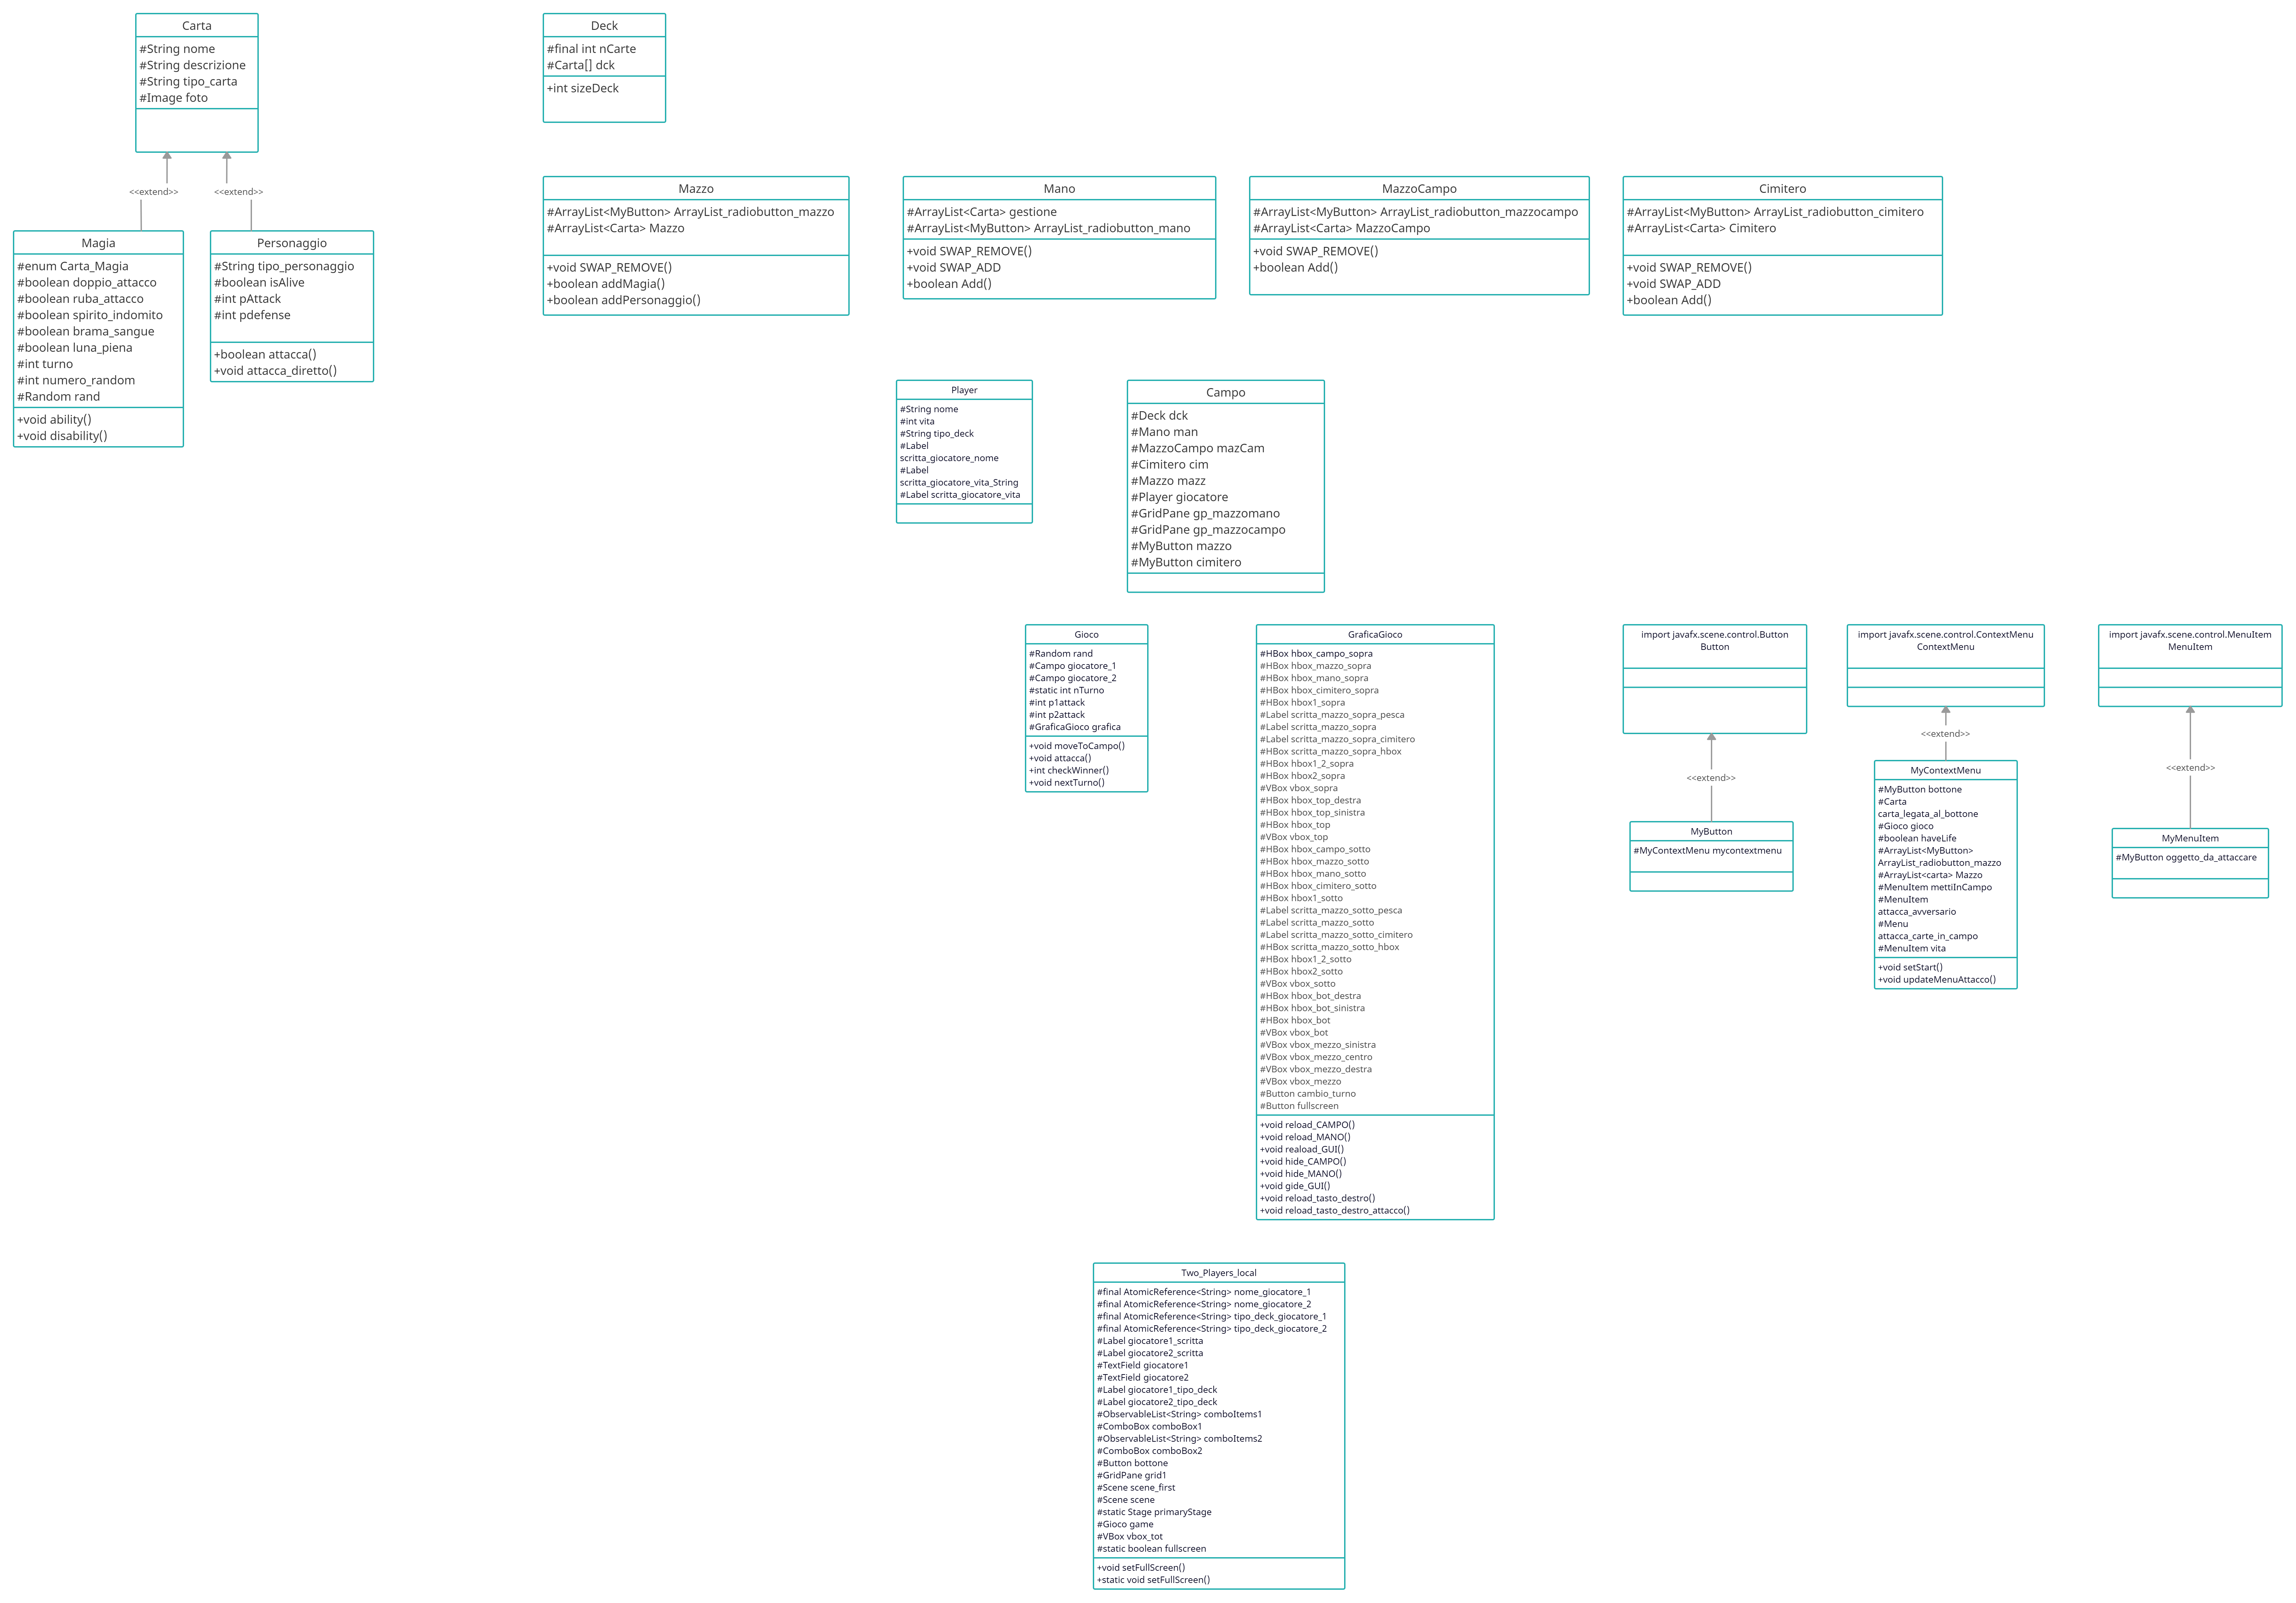 Carta
#String nome
#String descrizione
#String tipo_carta
#Image foto
Deck
#final int nCarte
#Carta[] dck
+int sizeDeck
<<extend>>
<<extend>>
Magia
#enum Carta_Magia
#boolean doppio_attacco
#boolean ruba_attacco
#boolean spirito_indomito
#boolean brama_sangue
#boolean luna_piena
#int turno
#int numero_random
#Random rand
+void ability()
+void disability()
Personaggio
#String tipo_personaggio
#boolean isAlive
#int pAttack
#int pdefense
+boolean attacca()
+void attacca_diretto()
Mazzo
#ArrayList<MyButton> ArrayList_radiobutton_mazzo
#ArrayList<Carta> Mazzo
+void SWAP_REMOVE()
+boolean addMagia()
+boolean addPersonaggio()
Mano
#ArrayList<Carta> gestione
#ArrayList<MyButton> ArrayList_radiobutton_mano
+void SWAP_REMOVE()
+void SWAP_ADD
+boolean Add()
MazzoCampo
#ArrayList<MyButton> ArrayList_radiobutton_mazzocampo
#ArrayList<Carta> MazzoCampo
+void SWAP_REMOVE()
+boolean Add()
Cimitero
#ArrayList<MyButton> ArrayList_radiobutton_cimitero
#ArrayList<Carta> Cimitero
+void SWAP_REMOVE()
+void SWAP_ADD
+boolean Add()
Player
#String nome
#int vita
#String tipo_deck
#Label
scritta_giocatore_nome
#Label
scritta_giocatore_vita_String
#Label scritta_giocatore_vita
Campo
#Deck dck
#Mano man
#MazzoCampo mazCam
#Cimitero cim
#Mazzo mazz
#Player giocatore
#GridPane gp_mazzomano
#GridPane gp_mazzocampo
#MyButton mazzo
#MyButton cimitero
Gioco
#Random rand
#Campo giocatore_1
#Campo giocatore_2
#static int nTurno
#int p1attack
#int p2attack
#GraficaGioco grafica
+void moveToCampo()
+void attacca()
+int checkWinner()
+void nextTurno()
GraficaGioco
#HBox hbox_campo_sopra
#HBox hbox_mazzo_sopra
#HBox hbox_mano_sopra
#HBox hbox_cimitero_sopra
#HBox hbox1_sopra
#Label scritta_mazzo_sopra_pesca
#Label scritta_mazzo_sopra
#Label scritta_mazzo_sopra_cimitero
#HBox scritta_mazzo_sopra_hbox
#HBox hbox1_2_sopra
#HBox hbox2_sopra
#VBox vbox_sopra
#HBox hbox_top_destra
#HBox hbox_top_sinistra
#HBox hbox_top
#VBox vbox_top
#HBox hbox_campo_sotto
#HBox hbox_mazzo_sotto
#HBox hbox_mano_sotto
#HBox hbox_cimitero_sotto
#HBox hbox1_sotto
#Label scritta_mazzo_sotto_pesca
#Label scritta_mazzo_sotto
#Label scritta_mazzo_sotto_cimitero
#HBox scritta_mazzo_sotto_hbox
#HBox hbox1_2_sotto
#HBox hbox2_sotto
#VBox vbox_sotto
#HBox hbox_bot_destra
#HBox hbox_bot_sinistra
#HBox hbox_bot
#VBox vbox_bot
#VBox vbox_mezzo_sinistra
#VBox vbox_mezzo_centro
#VBox vbox_mezzo_destra
#VBox vbox_mezzo
#Button cambio_turno
#Button fullscreen
+void reload_CAMPO()
+void reload_MANO()
+void reaload_GUI()
+void hide_CAMPO()
+void hide_MANO()
+void gide_GUI()
+void reload_tasto_destro()
+void reload_tasto_destro_attacco()
import javafx.scene.control.Button
Button
<<extend>>
MyButton
#MyContextMenu mycontextmenu
import javafx.scene.control.ContextMenu
ContextMenu
<<extend>>
MyContextMenu
#MyButton bottone
#Carta
carta_legata_al_bottone
#Gioco gioco
#boolean haveLife
#ArrayList<MyButton>
ArrayList_radiobutton_mazzo
#ArrayList<carta> Mazzo
#MenuItem mettiInCampo
#MenuItem
attacca_avversario
#Menu
attacca_carte_in_campo
#MenuItem vita
+void setStart()
+void updateMenuAttacco()
import javafx.scene.control.MenuItem
MenuItem
<<extend>>
MyMenuItem
#MyButton oggetto_da_attaccare
Two_Players_local
#final AtomicReference<String> nome_giocatore_1
#final AtomicReference<String> nome_giocatore_2
#final AtomicReference<String> tipo_deck_giocatore_1
#final AtomicReference<String> tipo_deck_giocatore_2
#Label giocatore1_scritta
#Label giocatore2_scritta
#TextField giocatore1
#TextField giocatore2
#Label giocatore1_tipo_deck
#Label giocatore2_tipo_deck
#ObservableList<String> comboItems1
#ComboBox comboBox1
#ObservableList<String> comboItems2
#ComboBox comboBox2
#Button bottone
#GridPane grid1
#Scene scene_first
#Scene scene
#static Stage primaryStage
#Gioco game
#VBox vbox_tot
#static boolean fullscreen
+void setFullScreen()
+static void setFullScreen()